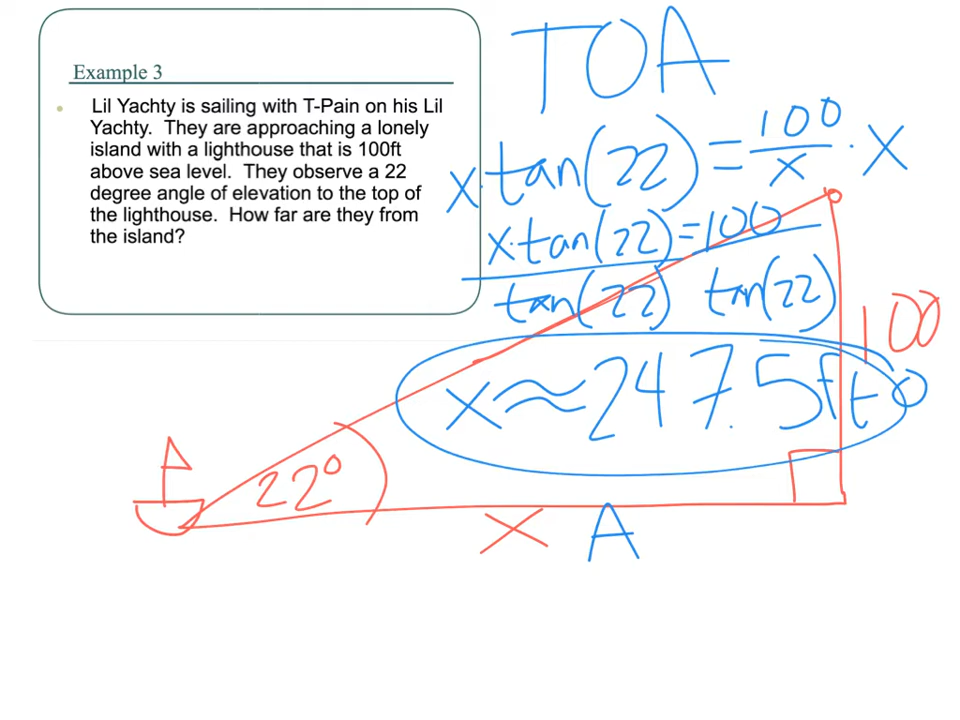 Example 3
Lil Yachty is sailing with T-Pain on his Lil
Yachty. They are approaching a lonely
island with a lighthouse that is 100ft
above sea level. They observe a 22
degree angle of elevation to the top of
the lighthouse. How far are they from
the island?
TOA
x·tan(22) = 100/x · x
x·tan(22) = 100
tan(22) tan(22)
100
x ≈ 247.5ft
O
22°
x A